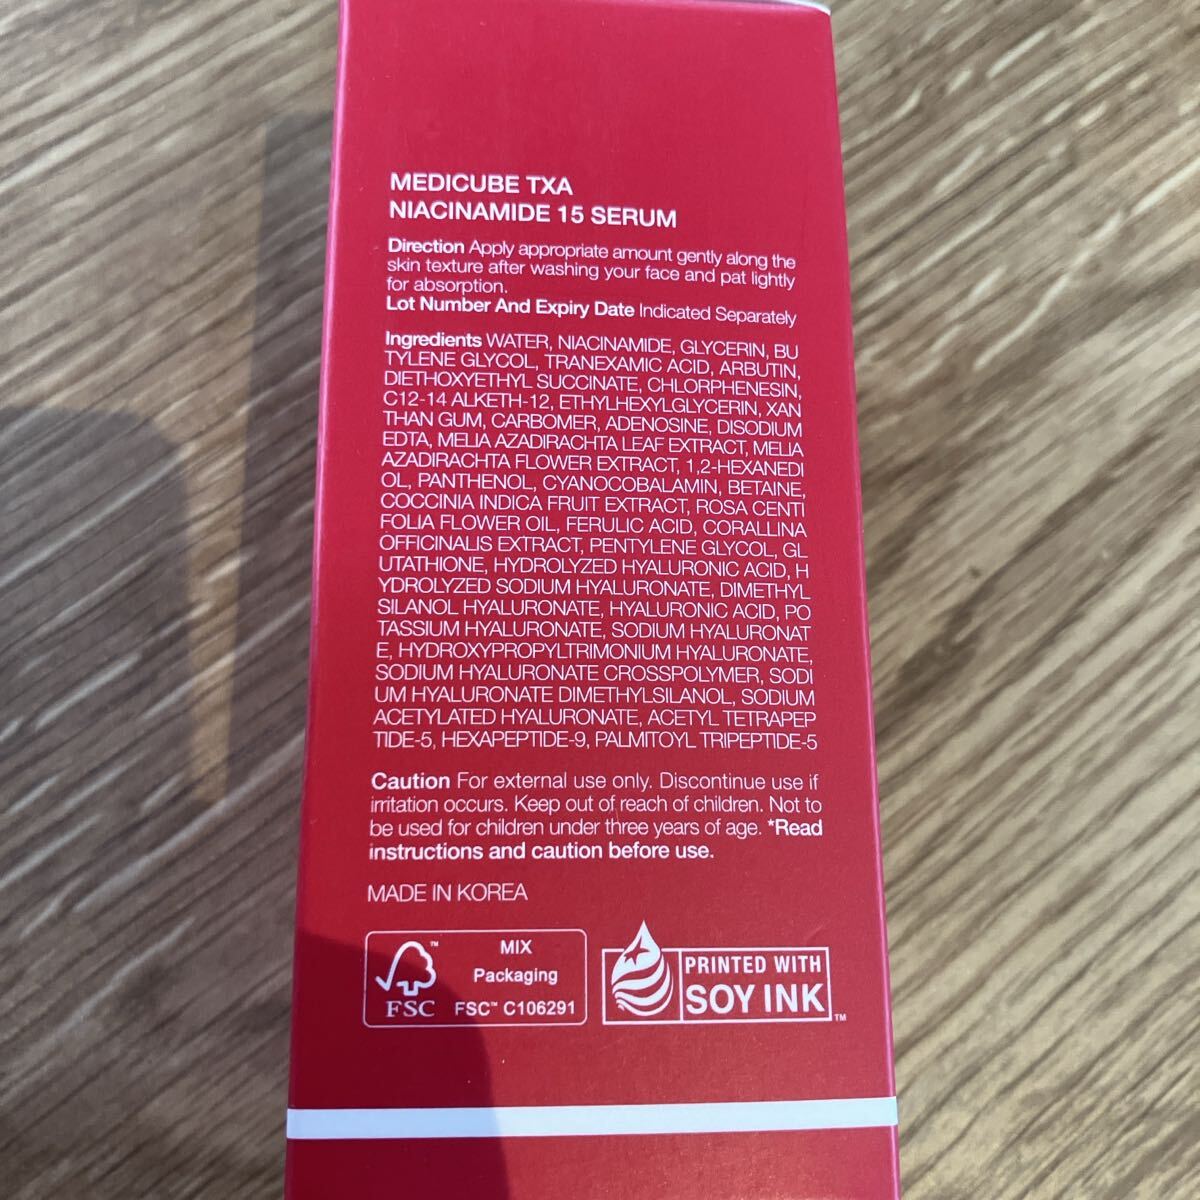 MEDICUBE TXA
NIACINAMIDE 15 SERUM
Direction Apply appropriate amount gently along the
skin texture after washing your face and pat lightly
for absorption.
Lot Number And Expiry Date Indicated Separately
Ingredients WATER, NIACINAMIDE, GLYCERIN, BU
TYLENE GLYCOL, TRANEXAMIC ACID, ARBUTIN,
DIETHOXYETHYL SUCCINATE, CHLORPHENESIN,
C12-14 ALKETH-12, ETHYLHEXYLGLYCERIN, XAN
THAN GUM, CARBOMER, ADENOSINE, DISODIUM
EDTA, MELIA AZADIRACHTA LEAF EXTRACT, MELIA
AZADIRACHTA FLOWER EXTRACT, 1,2-HEXANEDI
OL, PANTHENOL, CYANOCOBALAMIN, BETAINE,
COCCINIA INDICA FRUIT EXTRACT, ROSA CENTI
FOLIA FLOWER OIL, FERULIC ACID, CORALLINA
OFFICINALIS EXTRACT, PENTYLENE GLYCOL, GL
UTATHIONE, HYDROLYZED HYALURONIC ACID, H
YDROLYZED SODIUM HYALURONATE, DIMETHYL
SILANOL HYALURONATE, HYALURONIC ACID, PO
TASSIUM HYALURONATE, SODIUM HYALURONAT
E, HYDROXYPROPYLTRIMONIUM HYALURONATE,
SODIUM HYALURONATE CROSSPOLYMER, SODI
UM HYALURONATE DIMETHYLSILANOL, SODIUM
ACETYLATED HYALURONATE, ACETYL TETRAPEP
TIDE-5, HEXAPEPTIDE-9, PALMITOYL TRIPEPTIDE-5
Caution For external use only. Discontinue use if
irritation occurs. Keep out of reach of children. Not to
be used for children under three years of age. *Read
instructions and caution before use.
MADE IN KOREA
MIX
Packaging
FSC™ C106291
™
FSC
PRINTED WITH
SOY INK™